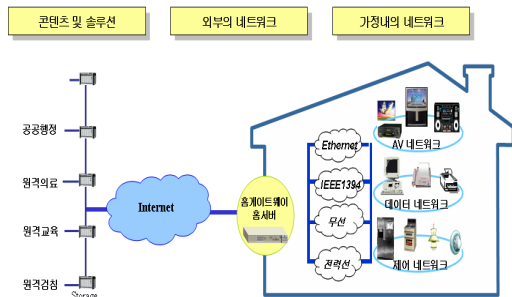 콘텐츠 및 솔루션
외부의 네트워크
가정내의 네트워크
공공행정
원격의료
원격교육
원격검침
Storage
Internet
홈게이트웨이
홈서버
Ethernet
IEEE1394
무선
전력선
AV 네트워크
데이터 네트워크
제어 네트워크